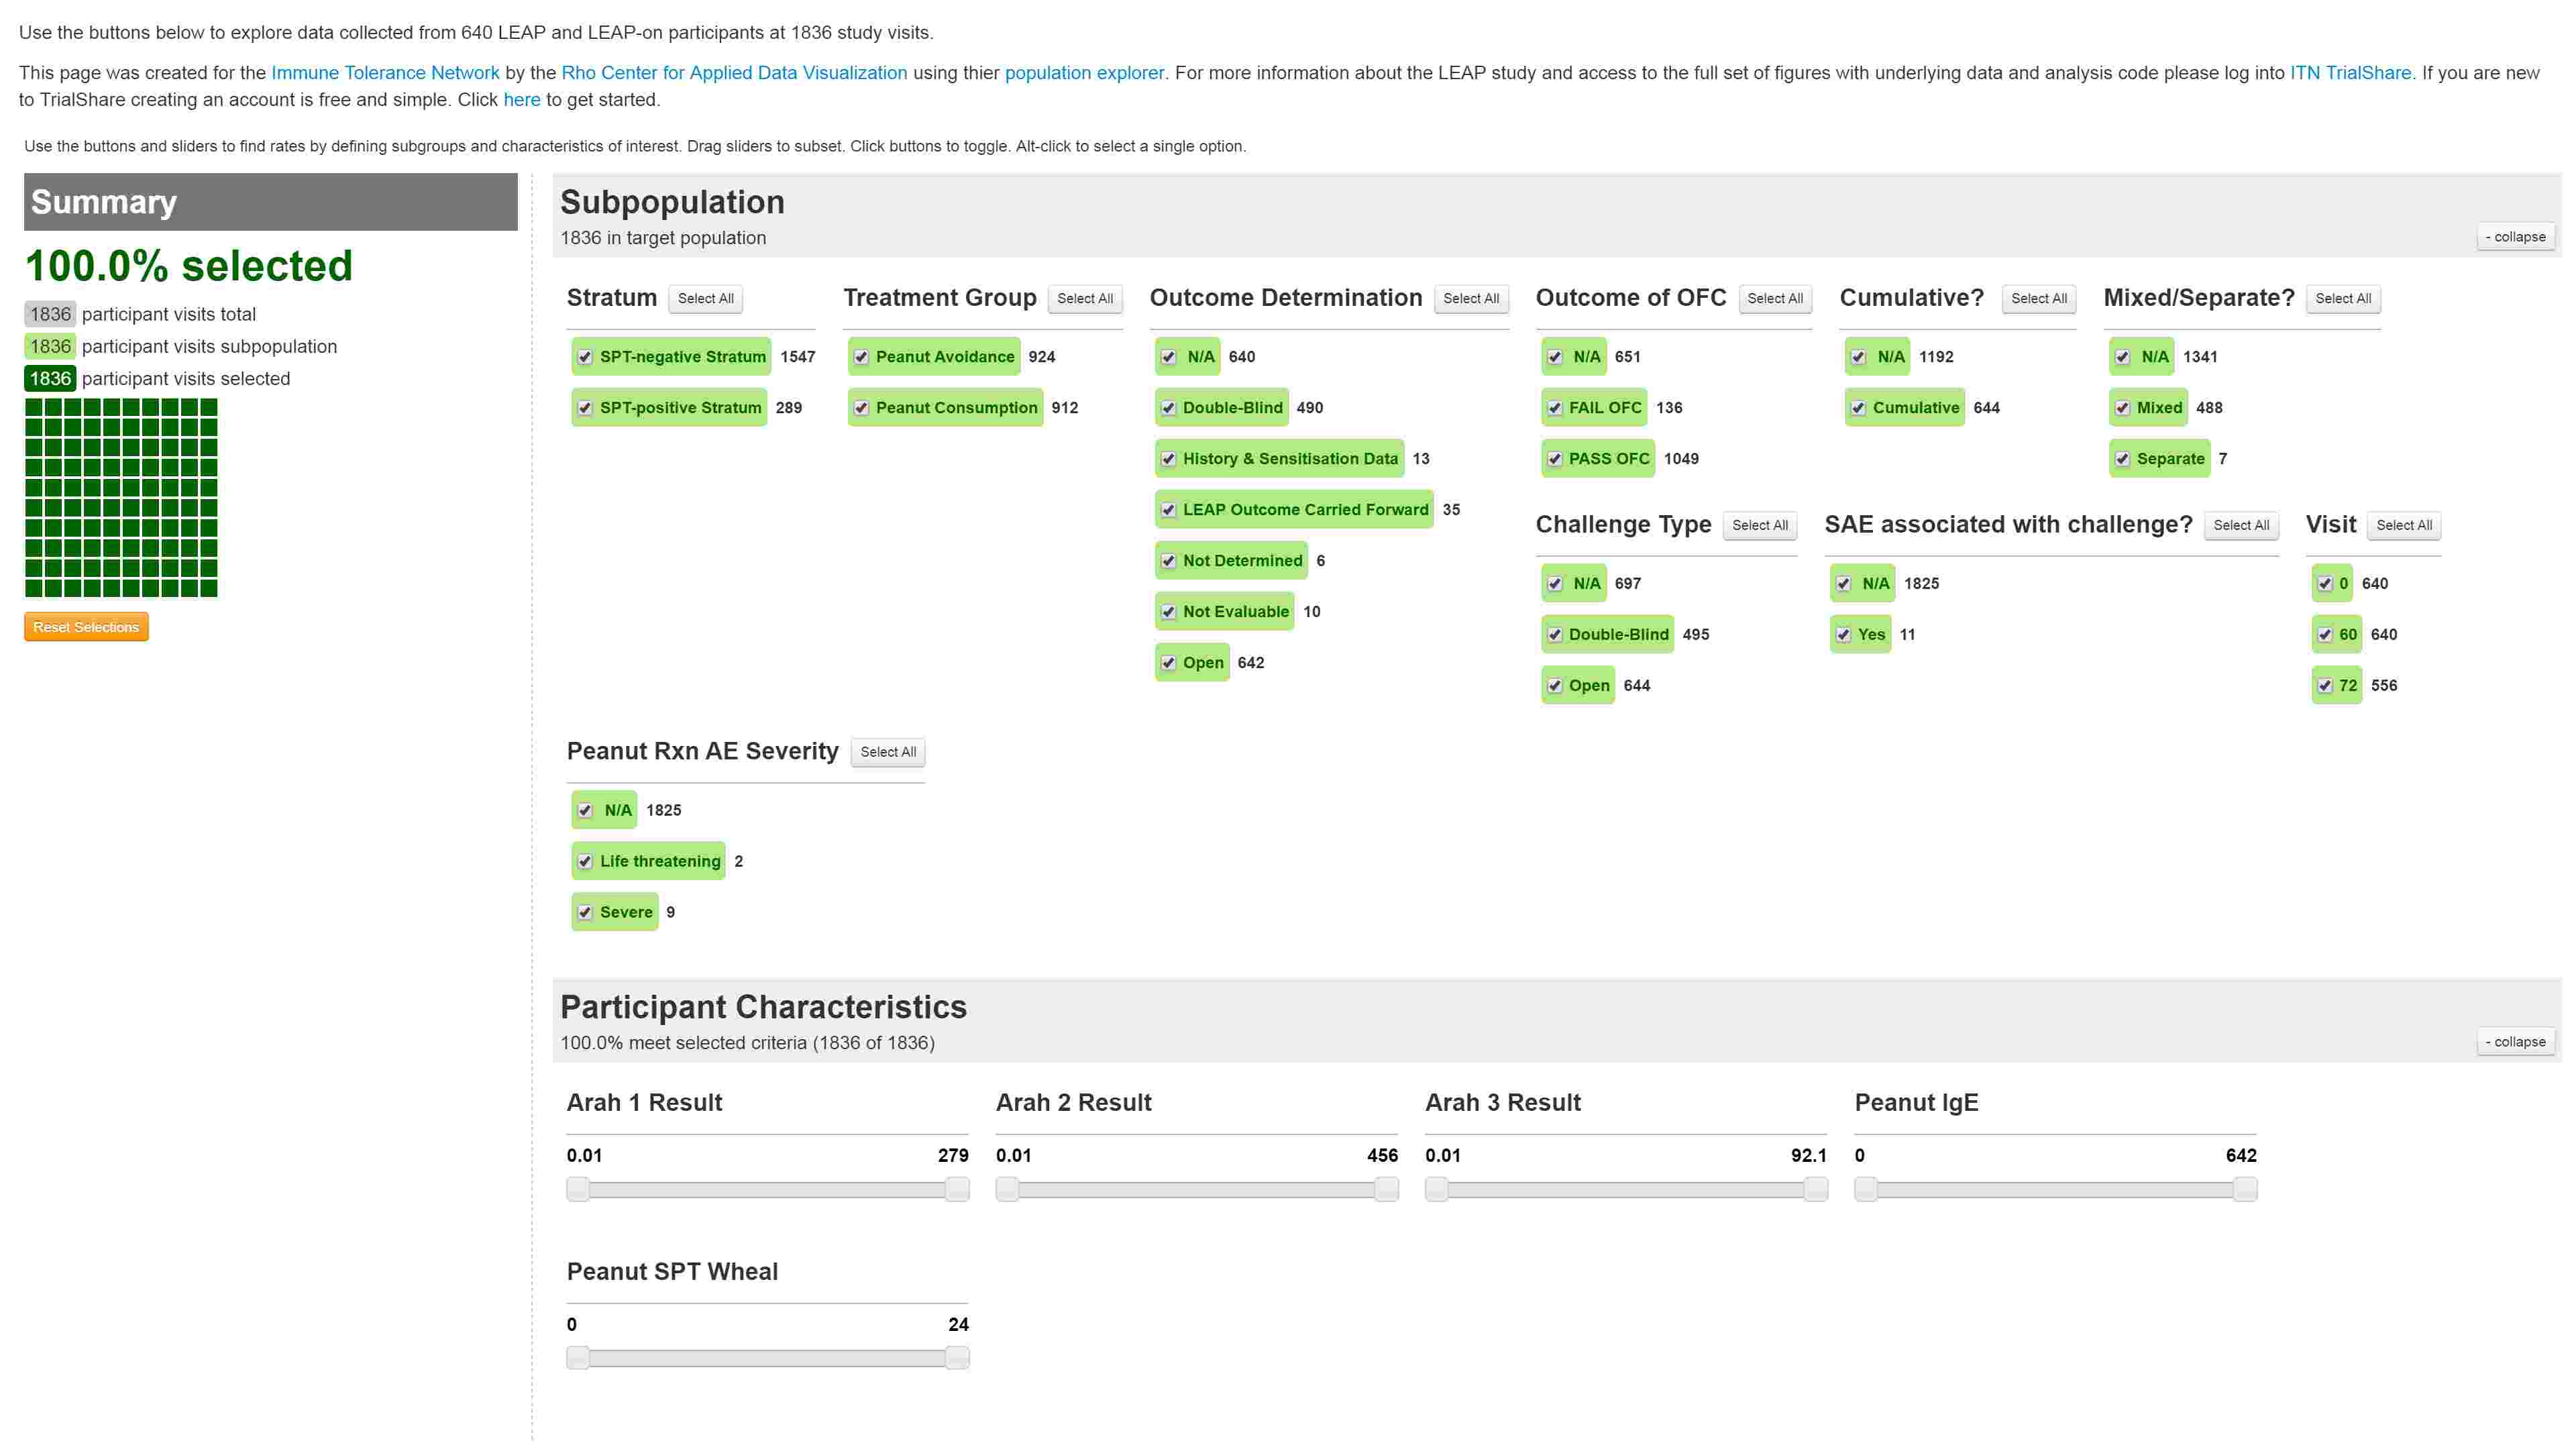 Use the buttons below to explore data collected from 640 LEAP and LEAP-on participants at 1836 study visits.
This page was created for the Immune Tolerance Network by the Rho Center for Applied Data Visualization using thier population explorer. For more information about the LEAP study and access to the full set of figures with underlying data and analysis code please log into ITN TrialShare. If you are new
to TrialShare creating an account is free and simple. Click here to get started.
Use the buttons and sliders to find rates by defining subgroups and characteristics of interest. Drag sliders to subset. Click buttons to toggle. Alt-click to select a single option.
Summary
100.0% selected
1836 participant visits total
1836 participant visits subpopulation
1836 participant visits selected
Reset Selections
Subpopulation
1836 in target population
- collapse
Stratum Select All
SPT-negative Stratum 1547
SPT-positive Stratum 289
Treatment Group Select All
Peanut Avoidance 924
Peanut Consumption 912
Outcome Determination Select All
N/A 640
Double-Blind 490
History & Sensitisation Data 13
LEAP Outcome Carried Forward 35
Not Determined 6
Not Evaluable 10
Open 642
Outcome of OFC Select All
N/A 651
FAIL OFC 136
PASS OFC 1049
Cumulative? Select All
N/A 1192
Cumulative 644
Mixed/Separate? Select All
N/A 1341
Mixed 488
Separate 7
Challenge Type Select All
N/A 697
Double-Blind 495
Open 644
SAE associated with challenge? Select All
N/A 1825
Yes 11
Visit Select All
0 640
60 640
72 556
Peanut Rxn AE Severity Select All
N/A 1825
Life threatening 2
Severe 9
Participant Characteristics
100.0% meet selected criteria (1836 of 1836)
- collapse
Arah 1 Result
0.01 279
Arah 2 Result
0.01 456
Arah 3 Result
0.01 92.1
Peanut IgE
0 642
Peanut SPT Wheal
0 24